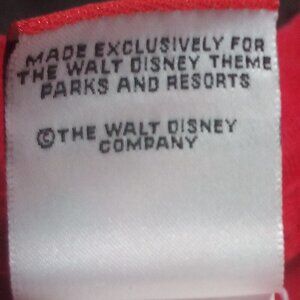 MADE EXCLUSIVELY FOR
THE WALT DISNEY THEME
PARKS AND RESORTS
©THE WALT DISNEY
COMPANY